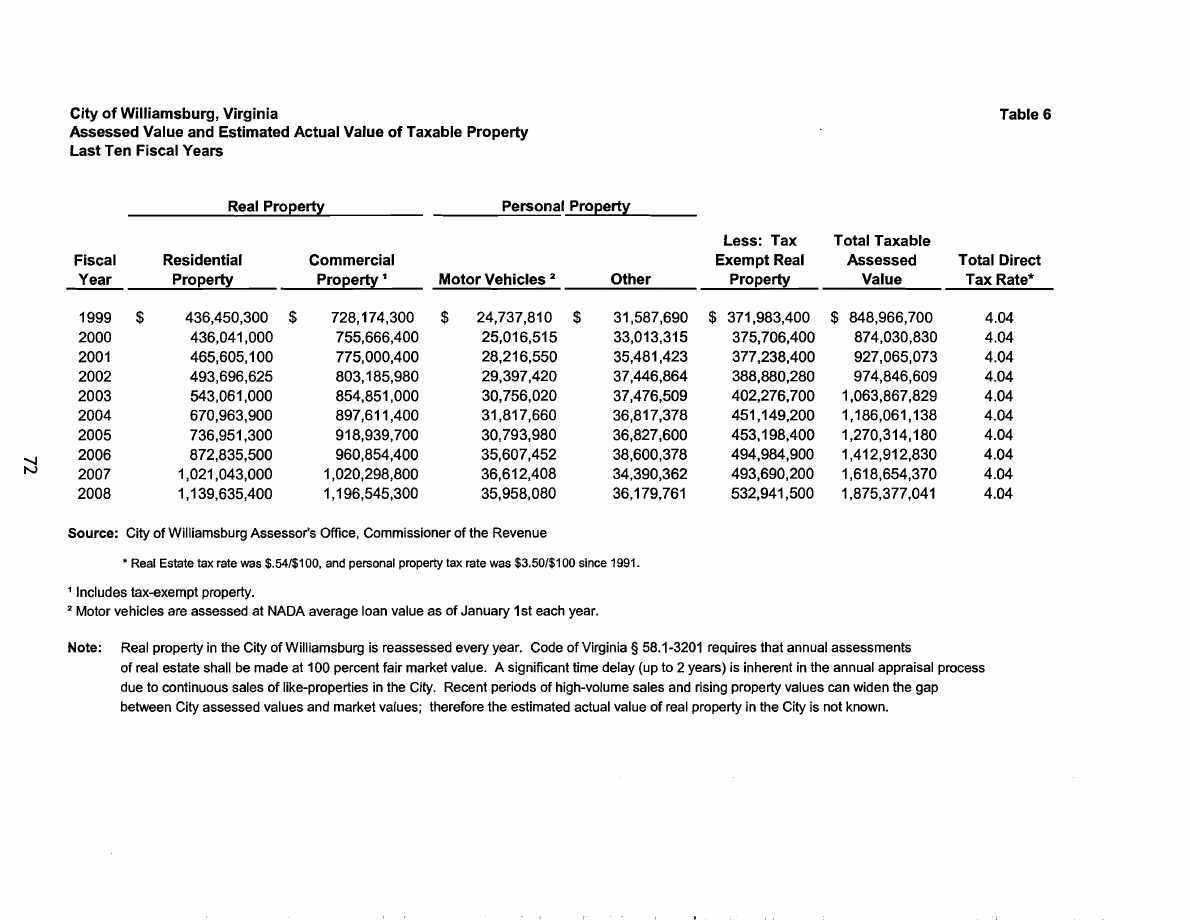 City of Williamsburg, Virginia Table 6
Assessed Value and Estimated Actual Value of Taxable Property
Last Ten Fiscal Years
Real Property Personal Property
Less: Tax Total Taxable
Fiscal Residential Commercial Exempt Real Assessed Total Direct
Year Property Property ¹ Motor Vehicles ² Other Property Value Tax Rate*
1999 $ 436,450,300 $ 728,174,300 $ 24,737,810 $ 31,587,690 $ 371,983,400 $ 848,966,700 4.04
2000 436,041,000 755,666,400 25,016,515 33,013,315 375,706,400 874,030,830 4.04
2001 465,605,100 775,000,400 28,216,550 35,481,423 377,238,400 927,065,073 4.04
2002 493,696,625 803,185,980 29,397,420 37,446,864 388,880,280 974,846,609 4.04
2003 543,061,000 854,851,000 30,756,020 37,476,509 402,276,700 1,063,867,829 4.04
2004 670,963,900 897,611,400 31,817,660 36,817,378 451,149,200 1,186,061,138 4.04
2005 736,951,300 918,939,700 30,793,980 36,827,600 453,198,400 1,270,314,180 4.04
2006 872,835,500 960,854,400 35,607,452 38,600,378 494,984,900 1,412,912,830 4.04
2007 1,021,043,000 1,020,298,800 36,612,408 34,390,362 493,690,200 1,618,654,370 4.04
2008 1,139,635,400 1,196,545,300 35,958,080 36,179,761 532,941,500 1,875,377,041 4.04
Source: City of Williamsburg Assessor's Office, Commissioner of the Revenue
* Real Estate tax rate was $.54/$100, and personal property tax rate was $3.50/$100 since 1991.
¹ Includes tax-exempt property.
² Motor vehicles are assessed at NADA average loan value as of January 1st each year.
Note: Real property in the City of Williamsburg is reassessed every year. Code of Virginia § 58.1-3201 requires that annual assessments
of real estate shall be made at 100 percent fair market value. A significant time delay (up to 2 years) is inherent in the annual appraisal process
due to continuous sales of like-properties in the City. Recent periods of high-volume sales and rising property values can widen the gap
between City assessed values and market values; therefore the estimated actual value of real property in the City is not known.
72